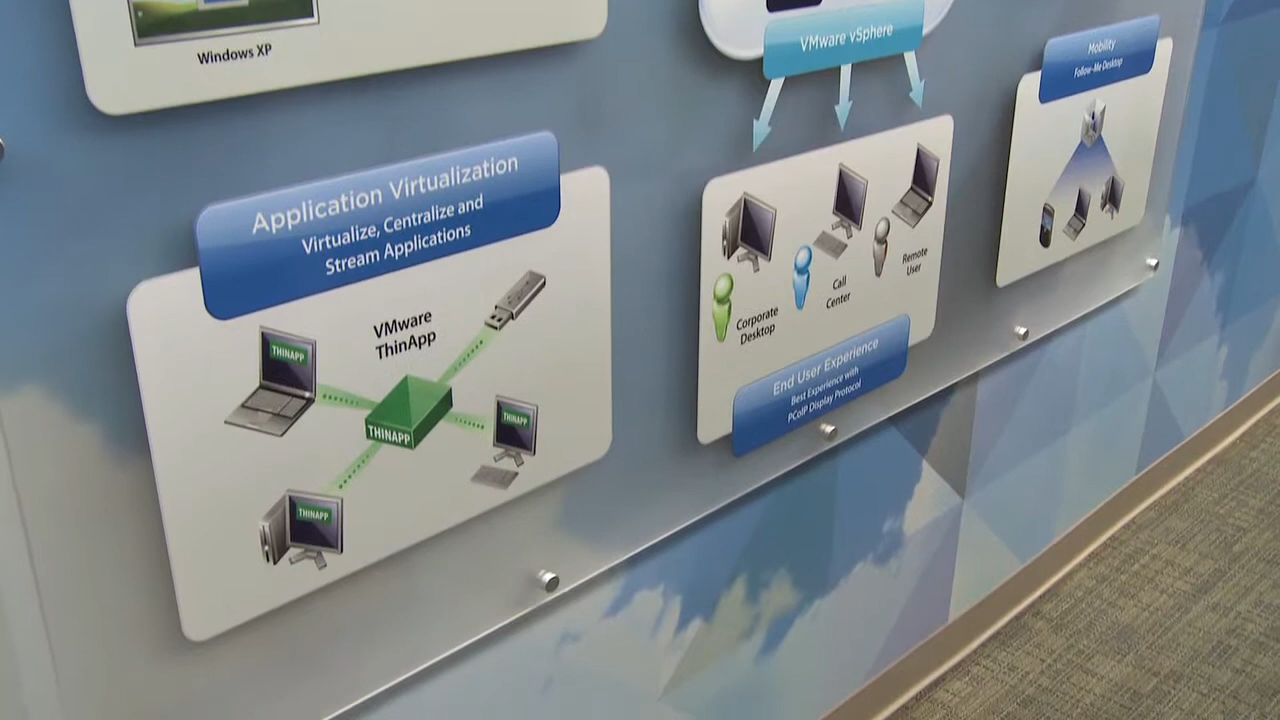 Windows XP
VMware vSphere
Mobility
Follow-Me Desktop
Application Virtualization
Virtualize, Centralize and
Stream Applications
VMware
ThinApp
THINAPP
THINAPP
THINAPP
THINAPP
Corporate
Desktop
Call
Center
Remote
User
End User Experience
Best Experience with
PCoIP Display Protocol